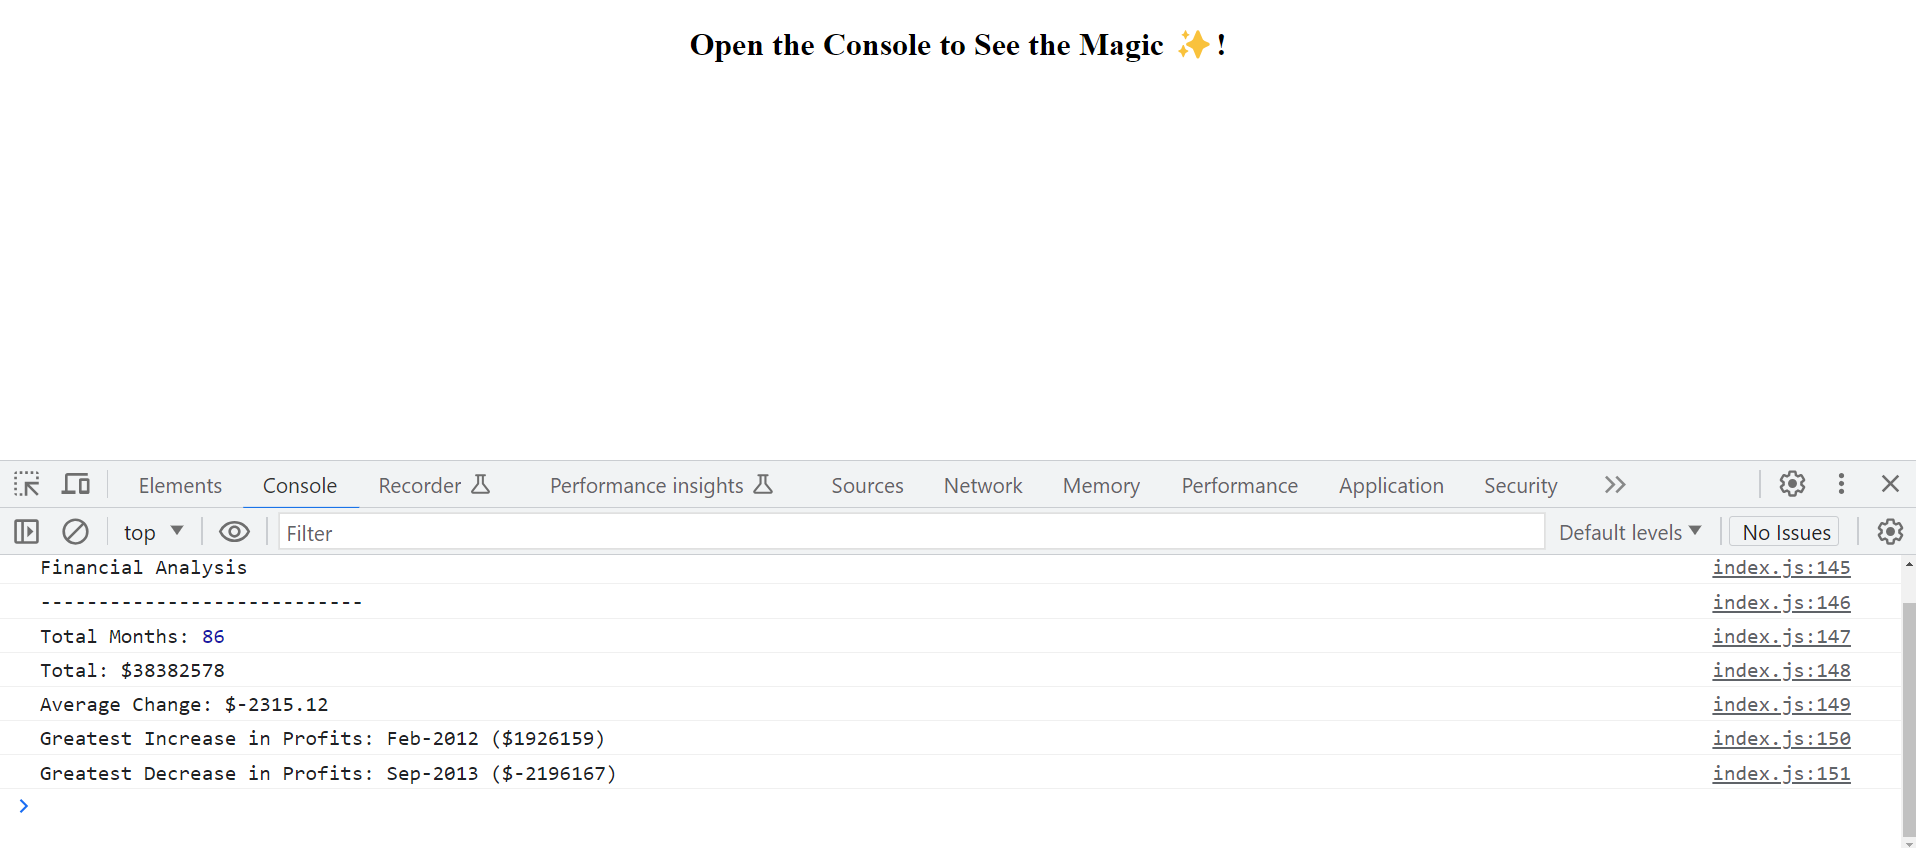 Open the Console to See the Magic ✨!
Elements Console Recorder Performance insights Sources Network Memory Performance Application Security
top Filter Default levels No Issues
Financial Analysis index.js:145
---------------------------- index.js:146
Total Months: 86 index.js:147
Total: $38382578 index.js:148
Average Change: $-2315.12 index.js:149
Greatest Increase in Profits: Feb-2012 ($1926159) index.js:150
Greatest Decrease in Profits: Sep-2013 ($-2196167) index.js:151